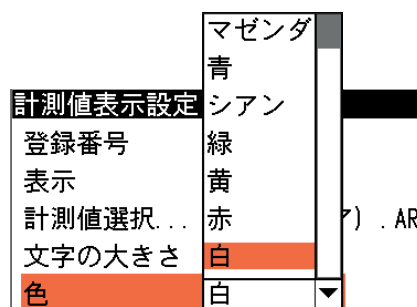 マゼンダ
青
計測値表示設定 シアン
登録番号 緑
表示 黄
計測値選択... 赤 ア) .AR
文字の大きさ 白
色 白